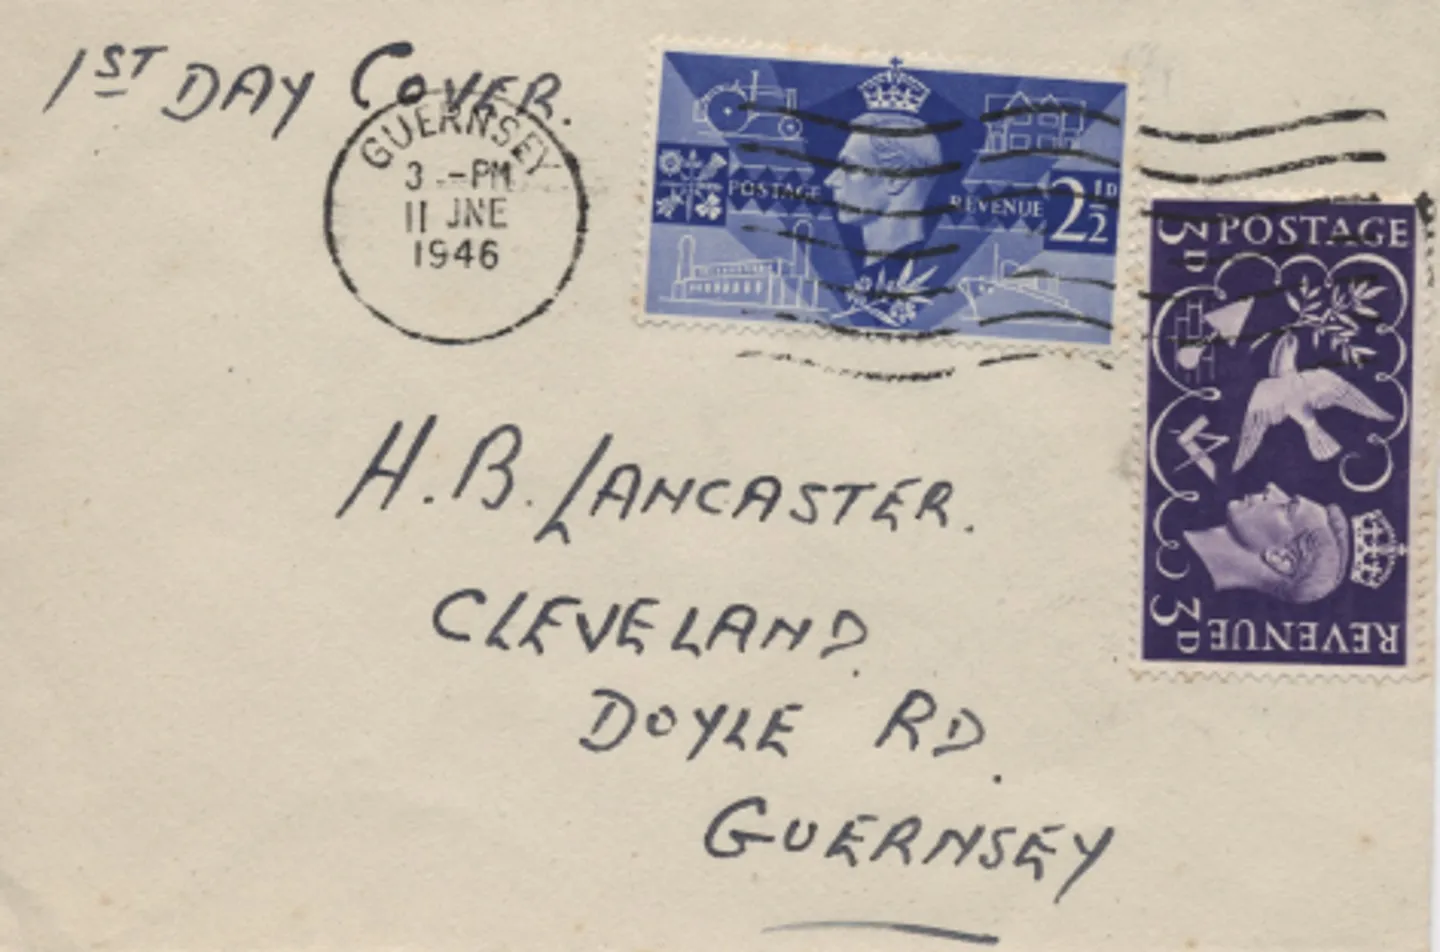 1ST DAY COVER.
GUERNSEY
3 -PM
11 JNE
1946
POSTAGE REVENUE 2½D
POSTAGE
3D
3D
REVENUE
H.B. LANCASTER.
CLEVELAND.
DOYLE RD.
GUERNSEY